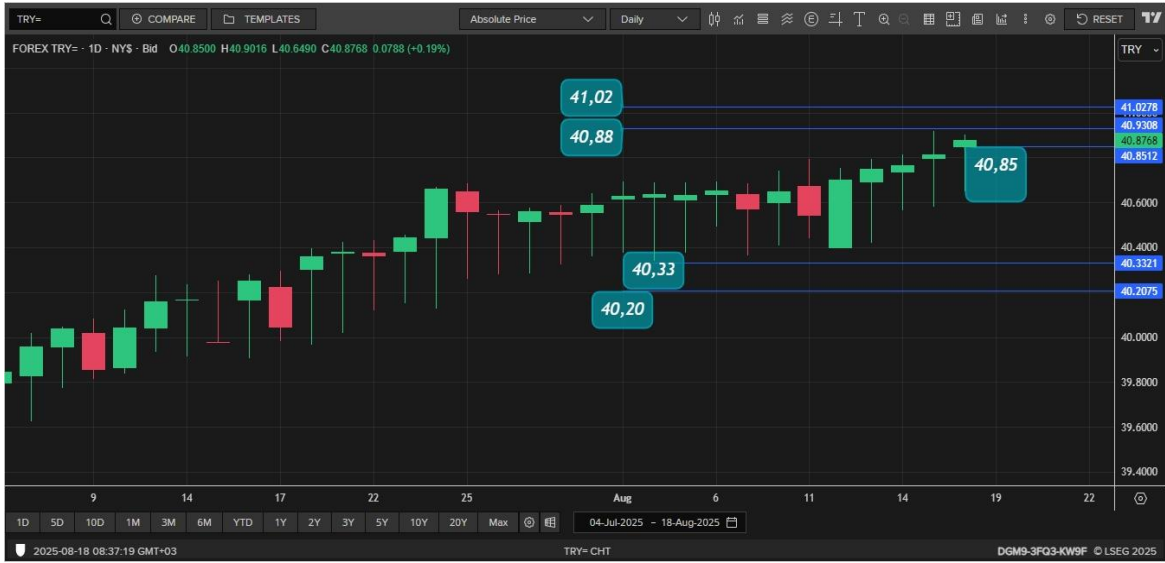 TRY=
COMPARE
TEMPLATES
Absolute Price
Daily
E
T
RESET
FOREX TRY= · 1D · NY$ · Bid O40.8500 H40.9016 L40.6490 C40.8768 0.0788 (+0.19%)
TRY
41,02
40,88
40,85
40,33
40,20
41.0278
40.9308
40.8768
40.8512
40.6000
40.4000
40.3321
40.2075
40.0000
39.8000
39.6000
39.4000
9 14 17 22 25 Aug 6 11 14 19 22
1D 5D 10D 1M 3M 6M YTD 1Y 2Y 3Y 5Y 10Y 20Y Max 04-Jul-2025 - 18-Aug-2025
2025-08-18 08:37:19 GMT+03 TRY= CHT DGM9-3FQ3-KW9F © LSEG 2025